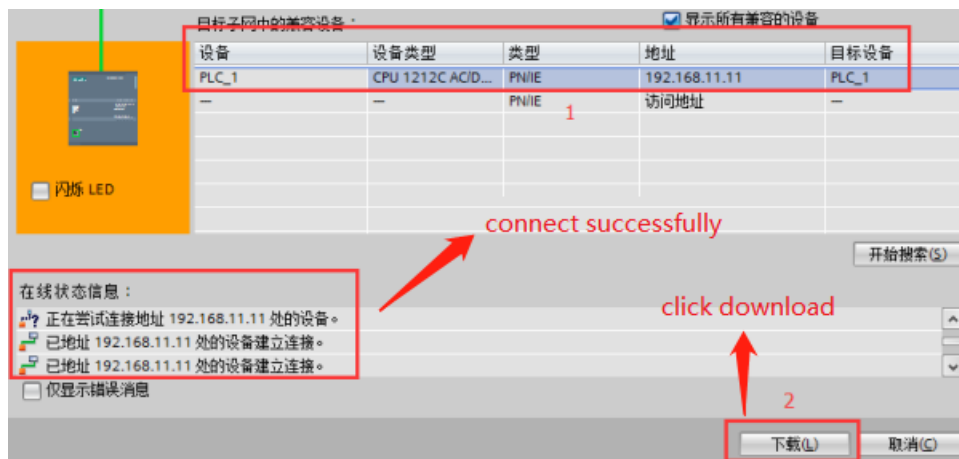 目标子网中的兼容设备：
显示所有兼容的设备
设备 设备类型 类型 地址 目标设备
PLC_1 CPU 1212C AC/D... PN/IE 192.168.11.11 PLC_1
— — PN/IE 访问地址 —
1
闪烁 LED
connect successfully
开始搜索(S)
在线状态信息：
正在尝试连接地址 192.168.11.11 处的设备。
已地址 192.168.11.11 处的设备建立连接。
已地址 192.168.11.11 处的设备建立连接。
仅显示错误消息
click download
2
下载(L) 取消(C)